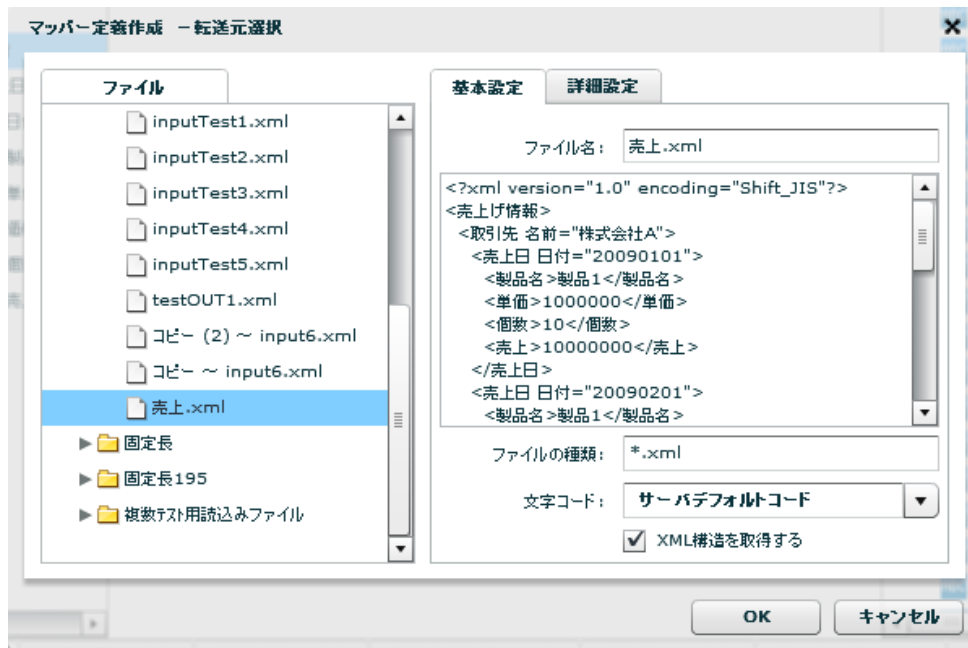 マッパー定義作成 －転送元選択
ファイル
inputTest1.xml
inputTest2.xml
inputTest3.xml
inputTest4.xml
inputTest5.xml
testOUT1.xml
コピー (2) ～ input6.xml
コピー ～ input6.xml
売上.xml
固定長
固定長195
複数テスト用読込みファイル
基本設定 詳細設定
ファイル名： 売上.xml
<?xml version="1.0" encoding="Shift_JIS"?>
<売上げ情報>
<取引先 名前="株式会社A">
<売上日 日付="20090101">
<製品名>製品1</製品名>
<単価>1000000</単価>
<個数>10</個数>
<売上>10000000</売上>
</売上日>
<売上日 日付="20090201">
<製品名>製品1</製品名>
ファイルの種類： *.xml
文字コード： サーバデフォルトコード
XML構造を取得する
OK キャンセル